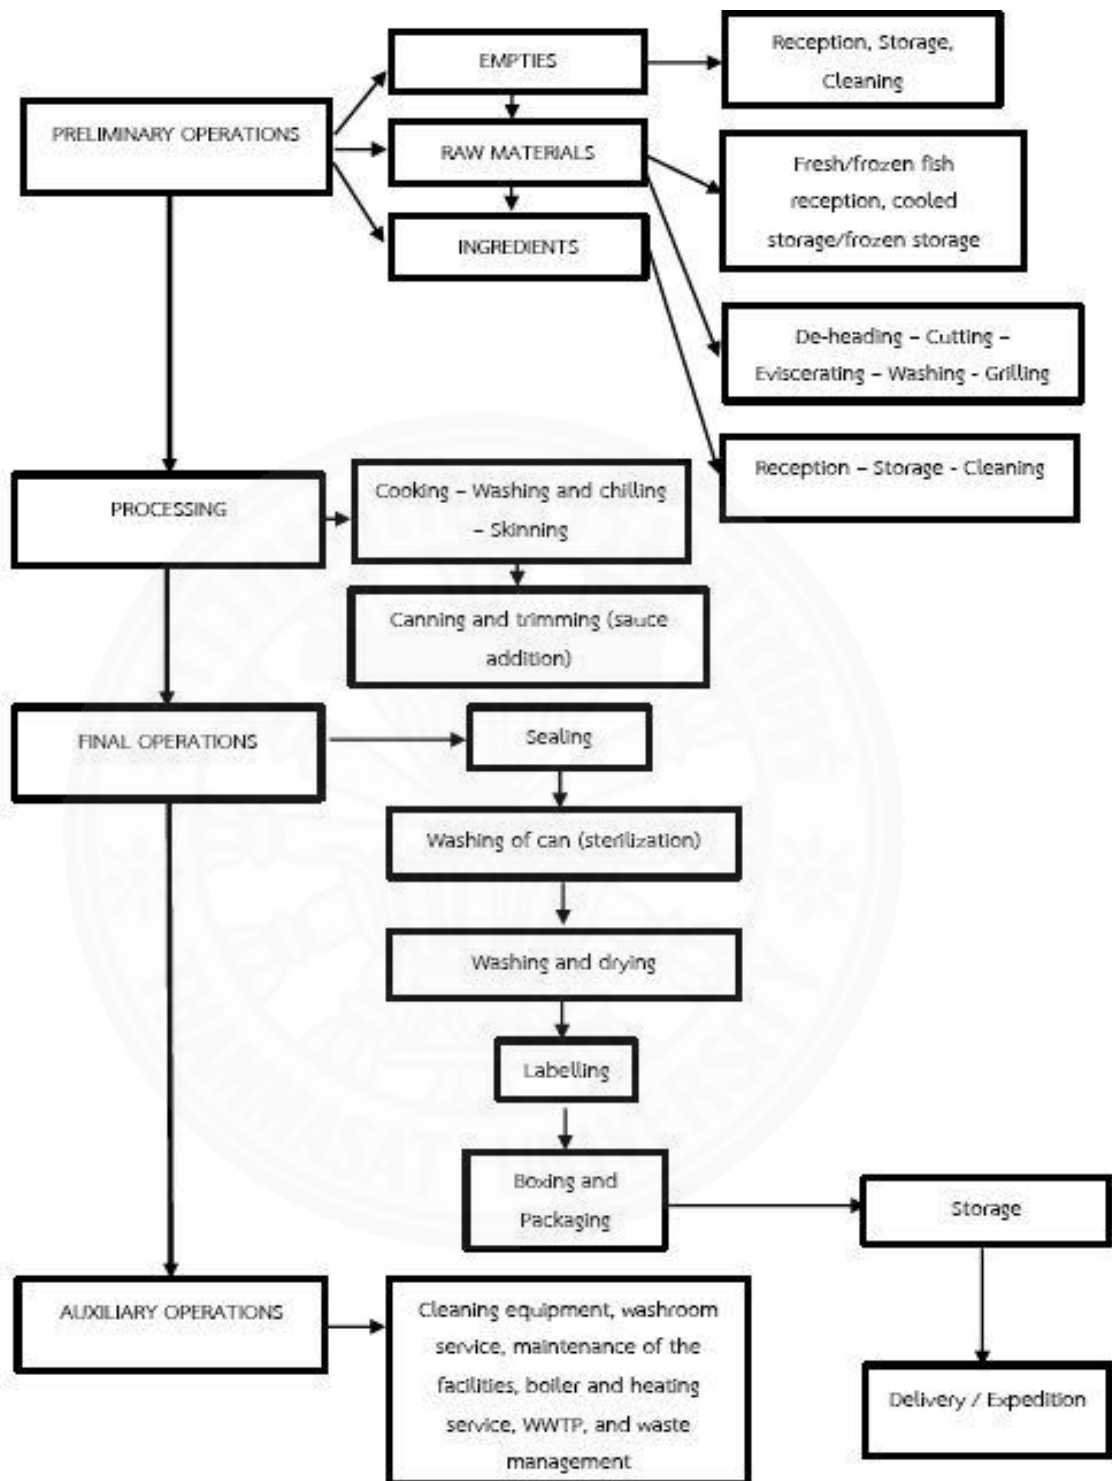 EMPTIES
Reception, Storage,
Cleaning
PRELIMINARY OPERATIONS
RAW MATERIALS
Fresh/frozen fish
reception, cooled
storage/frozen storage
INGREDIENTS
De-heading – Cutting –
Eviscerating – Washing - Grilling
Reception – Storage - Cleaning
PROCESSING
Cooking – Washing and chilling
– Skinning
Canning and trimming (sauce
addition)
FINAL OPERATIONS
Sealing
Washing of can (sterilization)
Washing and drying
Labelling
Boxing and
Packaging
Storage
AUXILIARY OPERATIONS
Cleaning equipment, washroom
service, maintenance of the
facilities, boiler and heating
service, WWTP, and waste
management
Delivery / Expedition
THAMMASAT UNIVERSITY